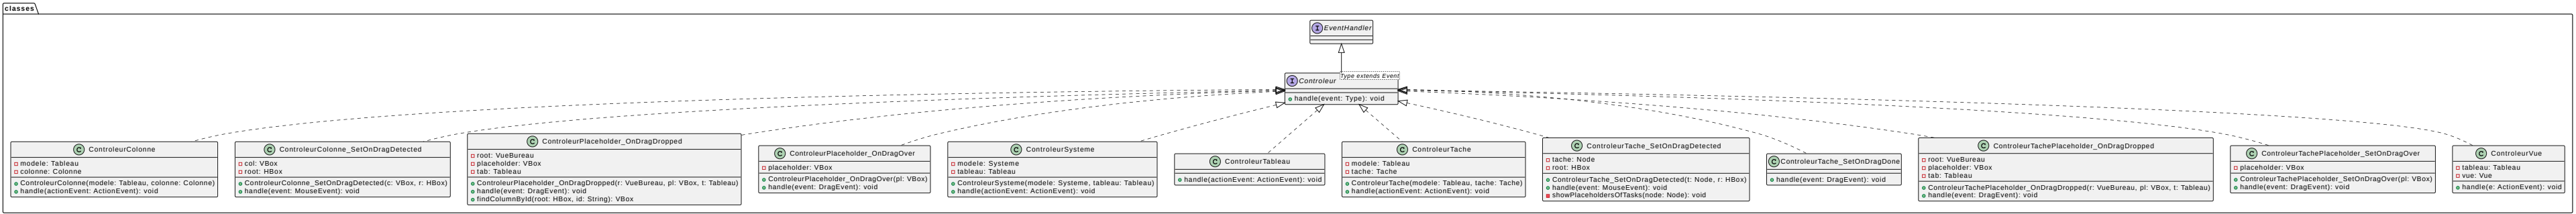 classes
I EventHandler
I Controleur
Type extends Event
handle(event: Type): void
C ControleurColonne
modele: Tableau
colonne: Colonne
ControleurColonne(modele: Tableau, colonne: Colonne)
handle(actionEvent: ActionEvent): void
C ControleurColonne_SetOnDragDetected
col: VBox
root: HBox
ControleurColonne_SetOnDragDetected(c: VBox, r: HBox)
handle(event: MouseEvent): void
C ControleurPlaceholder_OnDragDropped
root: VueBureau
placeholder: VBox
tab: Tableau
ControleurPlaceholder_OnDragDropped(r: VueBureau, pl: VBox, t: Tableau)
handle(event: DragEvent): void
findColumnById(root: HBox, id: String): VBox
C ControleurPlaceholder_OnDragOver
placeholder: VBox
ControleurPlaceholder_OnDragOver(pl: VBox)
handle(event: DragEvent): void
C ControleurSysteme
modele: Systeme
tableau: Tableau
ControleurSysteme(modele: Systeme, tableau: Tableau)
handle(actionEvent: ActionEvent): void
C ControleurTableau
handle(actionEvent: ActionEvent): void
C ControleurTache
modele: Tableau
tache: Tache
ControleurTache(modele: Tableau, tache: Tache)
handle(actionEvent: ActionEvent): void
C ControleurTache_SetOnDragDetected
tache: Node
root: HBox
ControleurTache_SetOnDragDetected(t: Node, r: HBox)
handle(event: MouseEvent): void
showPlaceholdersOfTasks(node: Node): void
C ControleurTache_SetOnDragDone
handle(event: DragEvent): void
C ControleurTachePlaceholder_OnDragDropped
root: VueBureau
placeholder: VBox
tab: Tableau
ControleurTachePlaceholder_OnDragDropped(r: VueBureau, pl: VBox, t: Tableau)
handle(event: DragEvent): void
C ControleurTachePlaceholder_SetOnDragOver
placeholder: VBox
ControleurTachePlaceholder_SetOnDragOver(pl: VBox)
handle(event: DragEvent): void
C ControleurVue
tableau: Tableau
vue: Vue
handle(e: ActionEvent): void